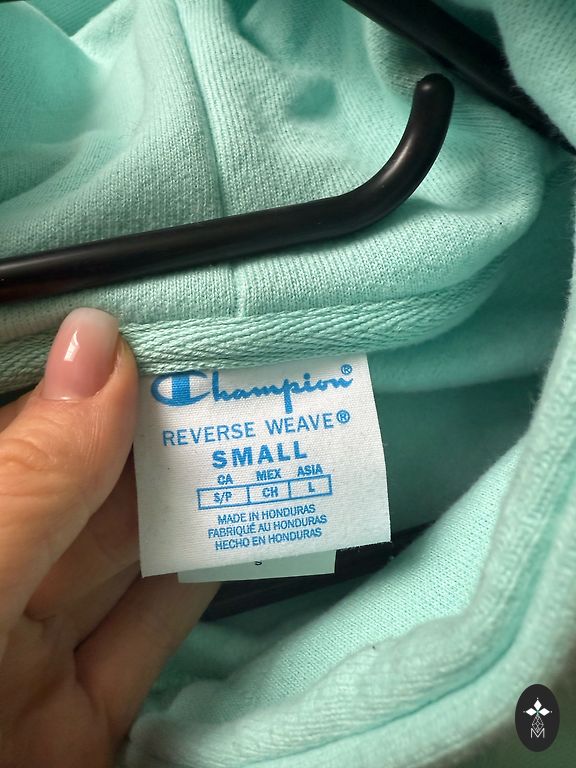 Champion®
REVERSE WEAVE®
SMALL
CA MEX ASIA
S/P CH L
MADE IN HONDURAS
FABRIQUÉ AU HONDURAS
HECHO EN HONDURAS
M